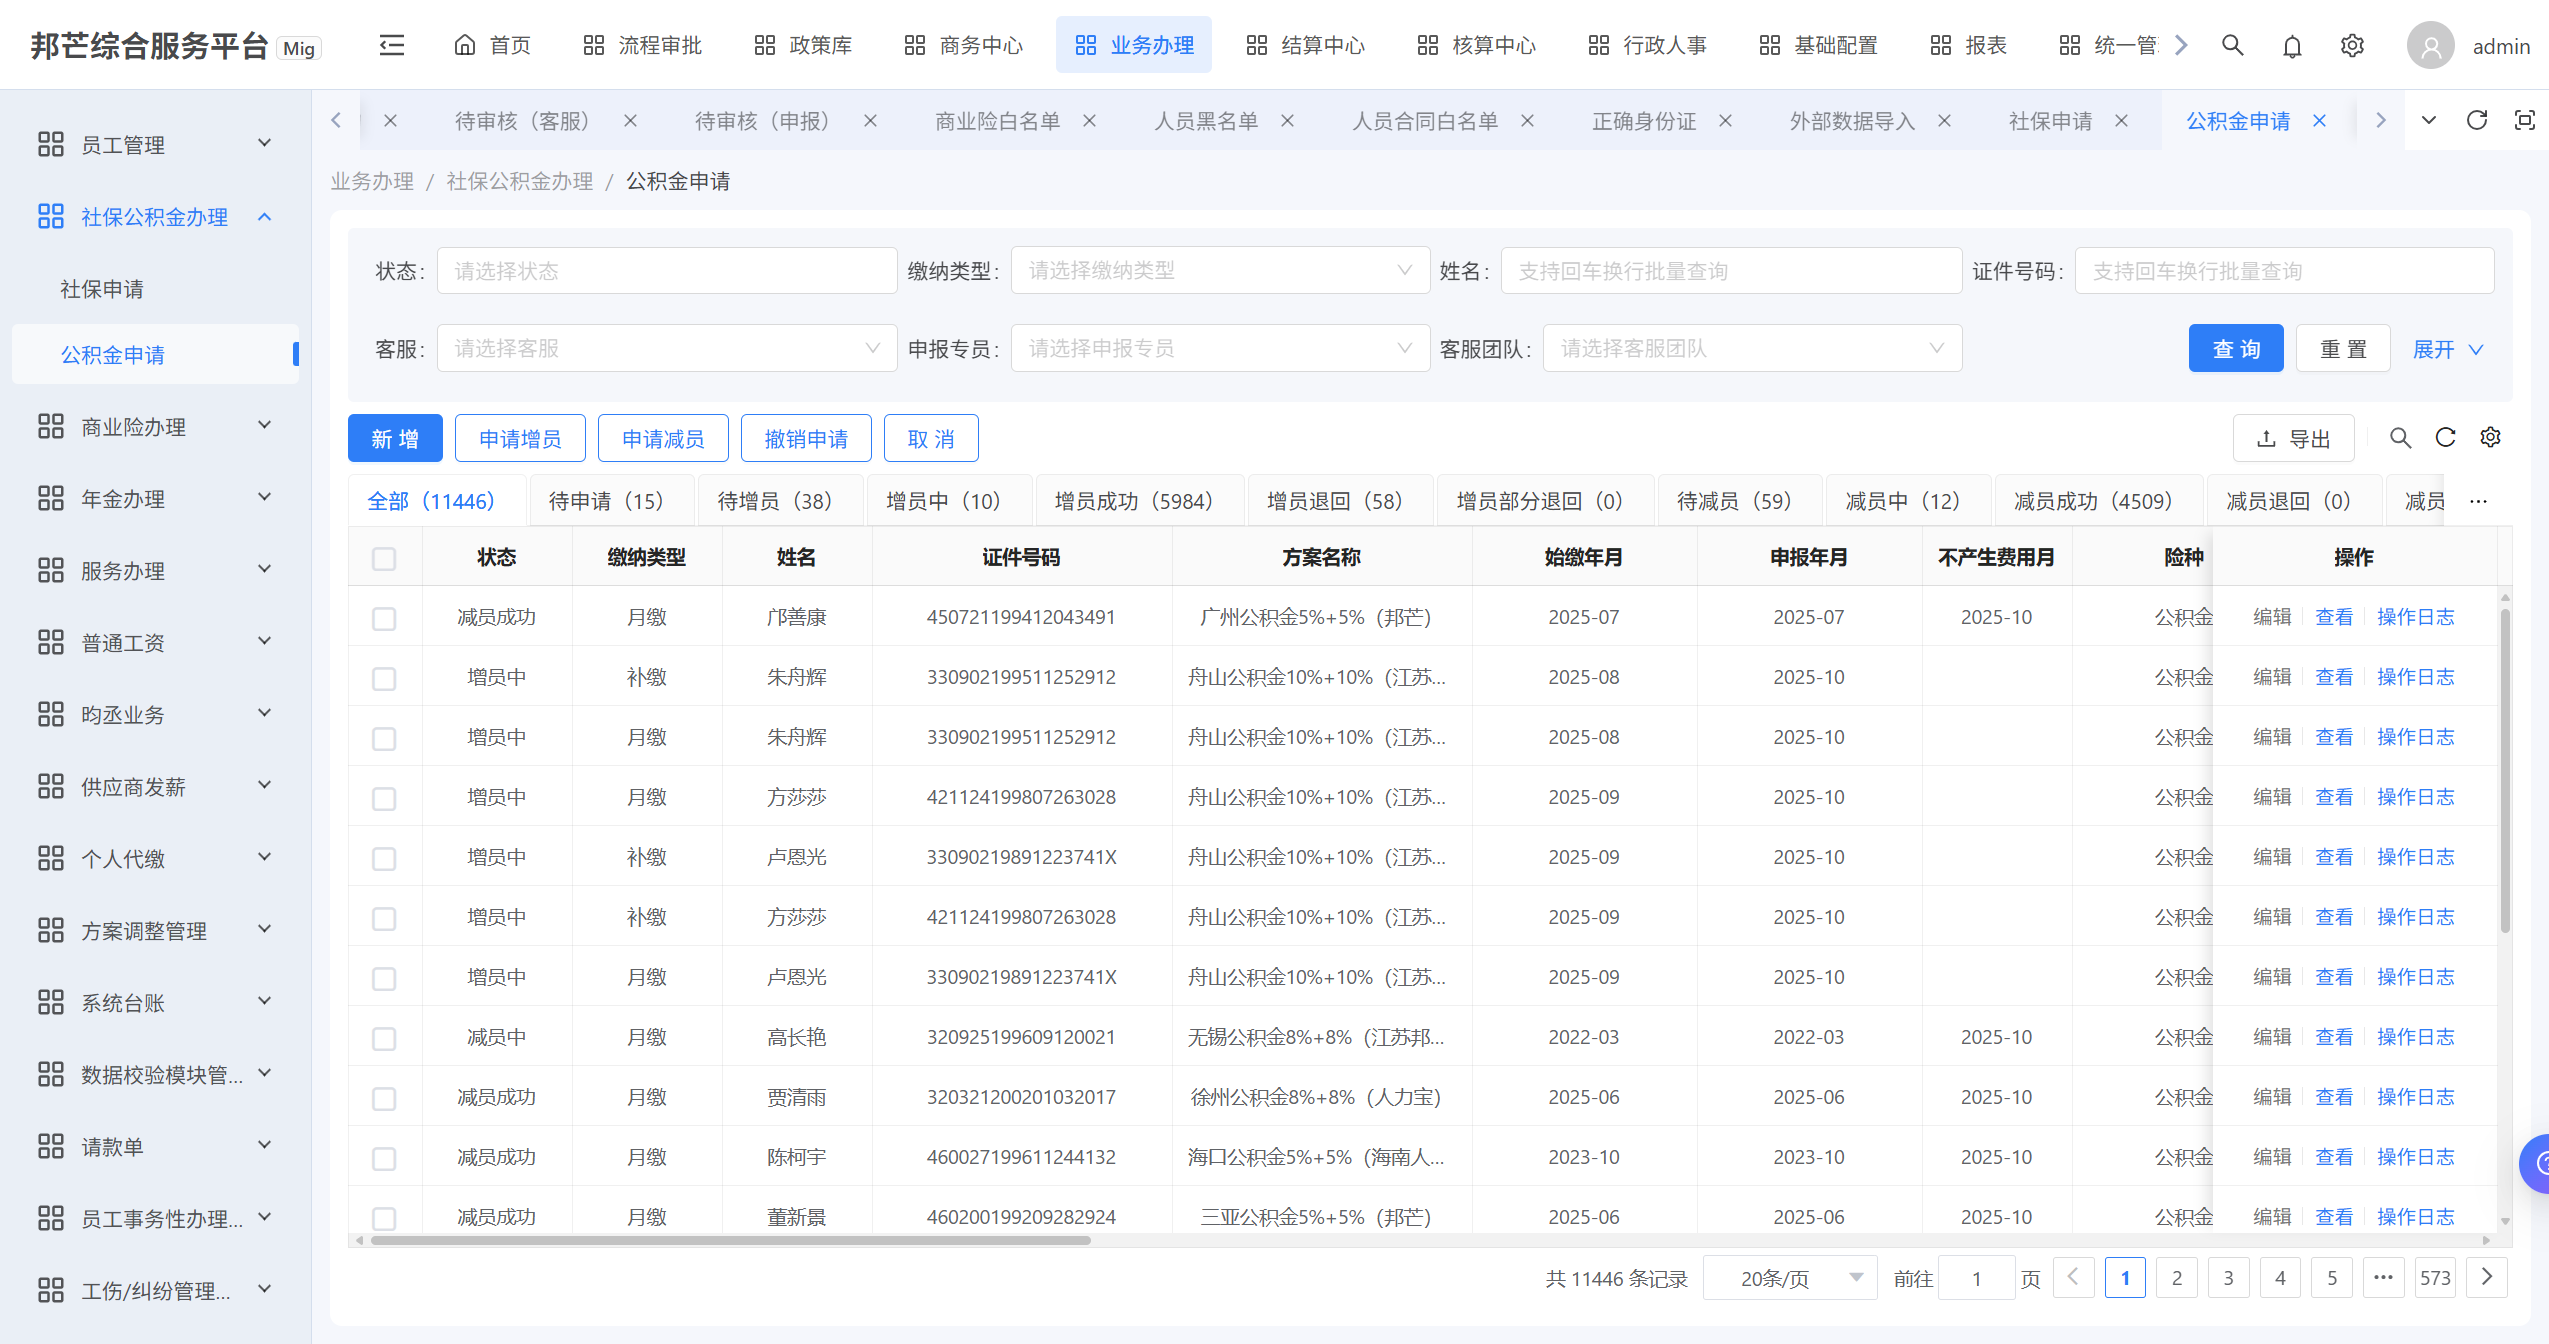 邦芒综合服务平台 Mig 首页 流程审批 政策库 商务中心 业务办理 结算中心 核算中心 行政人事 基础配置 报表 统一管 admin
待审核（客服） 待审核（申报） 商业险白名单 人员黑名单 人员合同白名单 正确身份证 外部数据导入 社保申请 公积金申请
业务办理 / 社保公积金办理 / 公积金申请
员工管理
社保公积金办理
社保申请
公积金申请
商业险办理
年金办理
服务办理
普通工资
昀丞业务
供应商发薪
个人代缴
方案调整管理
系统台账
数据校验模块管...
请款单
员工事务性办理...
工伤/纠纷管理...
状态: 请选择状态 缴纳类型: 请选择缴纳类型 姓名: 支持回车换行批量查询 证件号码: 支持回车换行批量查询
客服: 请选择客服 申报专员: 请选择申报专员 客服团队: 请选择客服团队 查 询 重 置 展开
新 增 申请增员 申请减员 撤销申请 取 消 导出
全部（11446） 待申请（15） 待增员（38） 增员中（10） 增员成功（5984） 增员退回（58） 增员部分退回（0） 待减员（59） 减员中（12） 减员成功（4509） 减员退回（0） 减员 ...
状态 缴纳类型 姓名 证件号码 方案名称 始缴年月 申报年月 不产生费用月 险种 操作
减员成功 月缴 邝善康 450721199412043491 广州公积金5%+5%（邦芒） 2025-07 2025-07 2025-10 公积金 编辑 查看 操作日志
增员中 补缴 朱舟辉 330902199511252912 舟山公积金10%+10%（江苏... 2025-08 2025-10 公积金 编辑 查看 操作日志
增员中 月缴 朱舟辉 330902199511252912 舟山公积金10%+10%（江苏... 2025-08 2025-10 公积金 编辑 查看 操作日志
增员中 月缴 方莎莎 421124199807263028 舟山公积金10%+10%（江苏... 2025-09 2025-10 公积金 编辑 查看 操作日志
增员中 补缴 卢恩光 33090219891223741X 舟山公积金10%+10%（江苏... 2025-09 2025-10 公积金 编辑 查看 操作日志
增员中 补缴 方莎莎 421124199807263028 舟山公积金10%+10%（江苏... 2025-09 2025-10 公积金 编辑 查看 操作日志
增员中 月缴 卢恩光 33090219891223741X 舟山公积金10%+10%（江苏... 2025-09 2025-10 公积金 编辑 查看 操作日志
减员中 月缴 高长艳 320925199609120021 无锡公积金8%+8%（江苏邦... 2022-03 2022-03 2025-10 公积金 编辑 查看 操作日志
减员成功 月缴 贾清雨 320321200201032017 徐州公积金8%+8%（人力宝） 2025-06 2025-06 2025-10 公积金 编辑 查看 操作日志
减员成功 月缴 陈柯宇 460027199611244132 海口公积金5%+5%（海南人... 2023-10 2023-10 2025-10 公积金 编辑 查看 操作日志
减员成功 月缴 董新景 460200199209282924 三亚公积金5%+5%（邦芒） 2025-06 2025-06 2025-10 公积金 编辑 查看 操作日志
共 11446 条记录 20条/页 前往 1 页 1 2 3 4 5 ••• 573